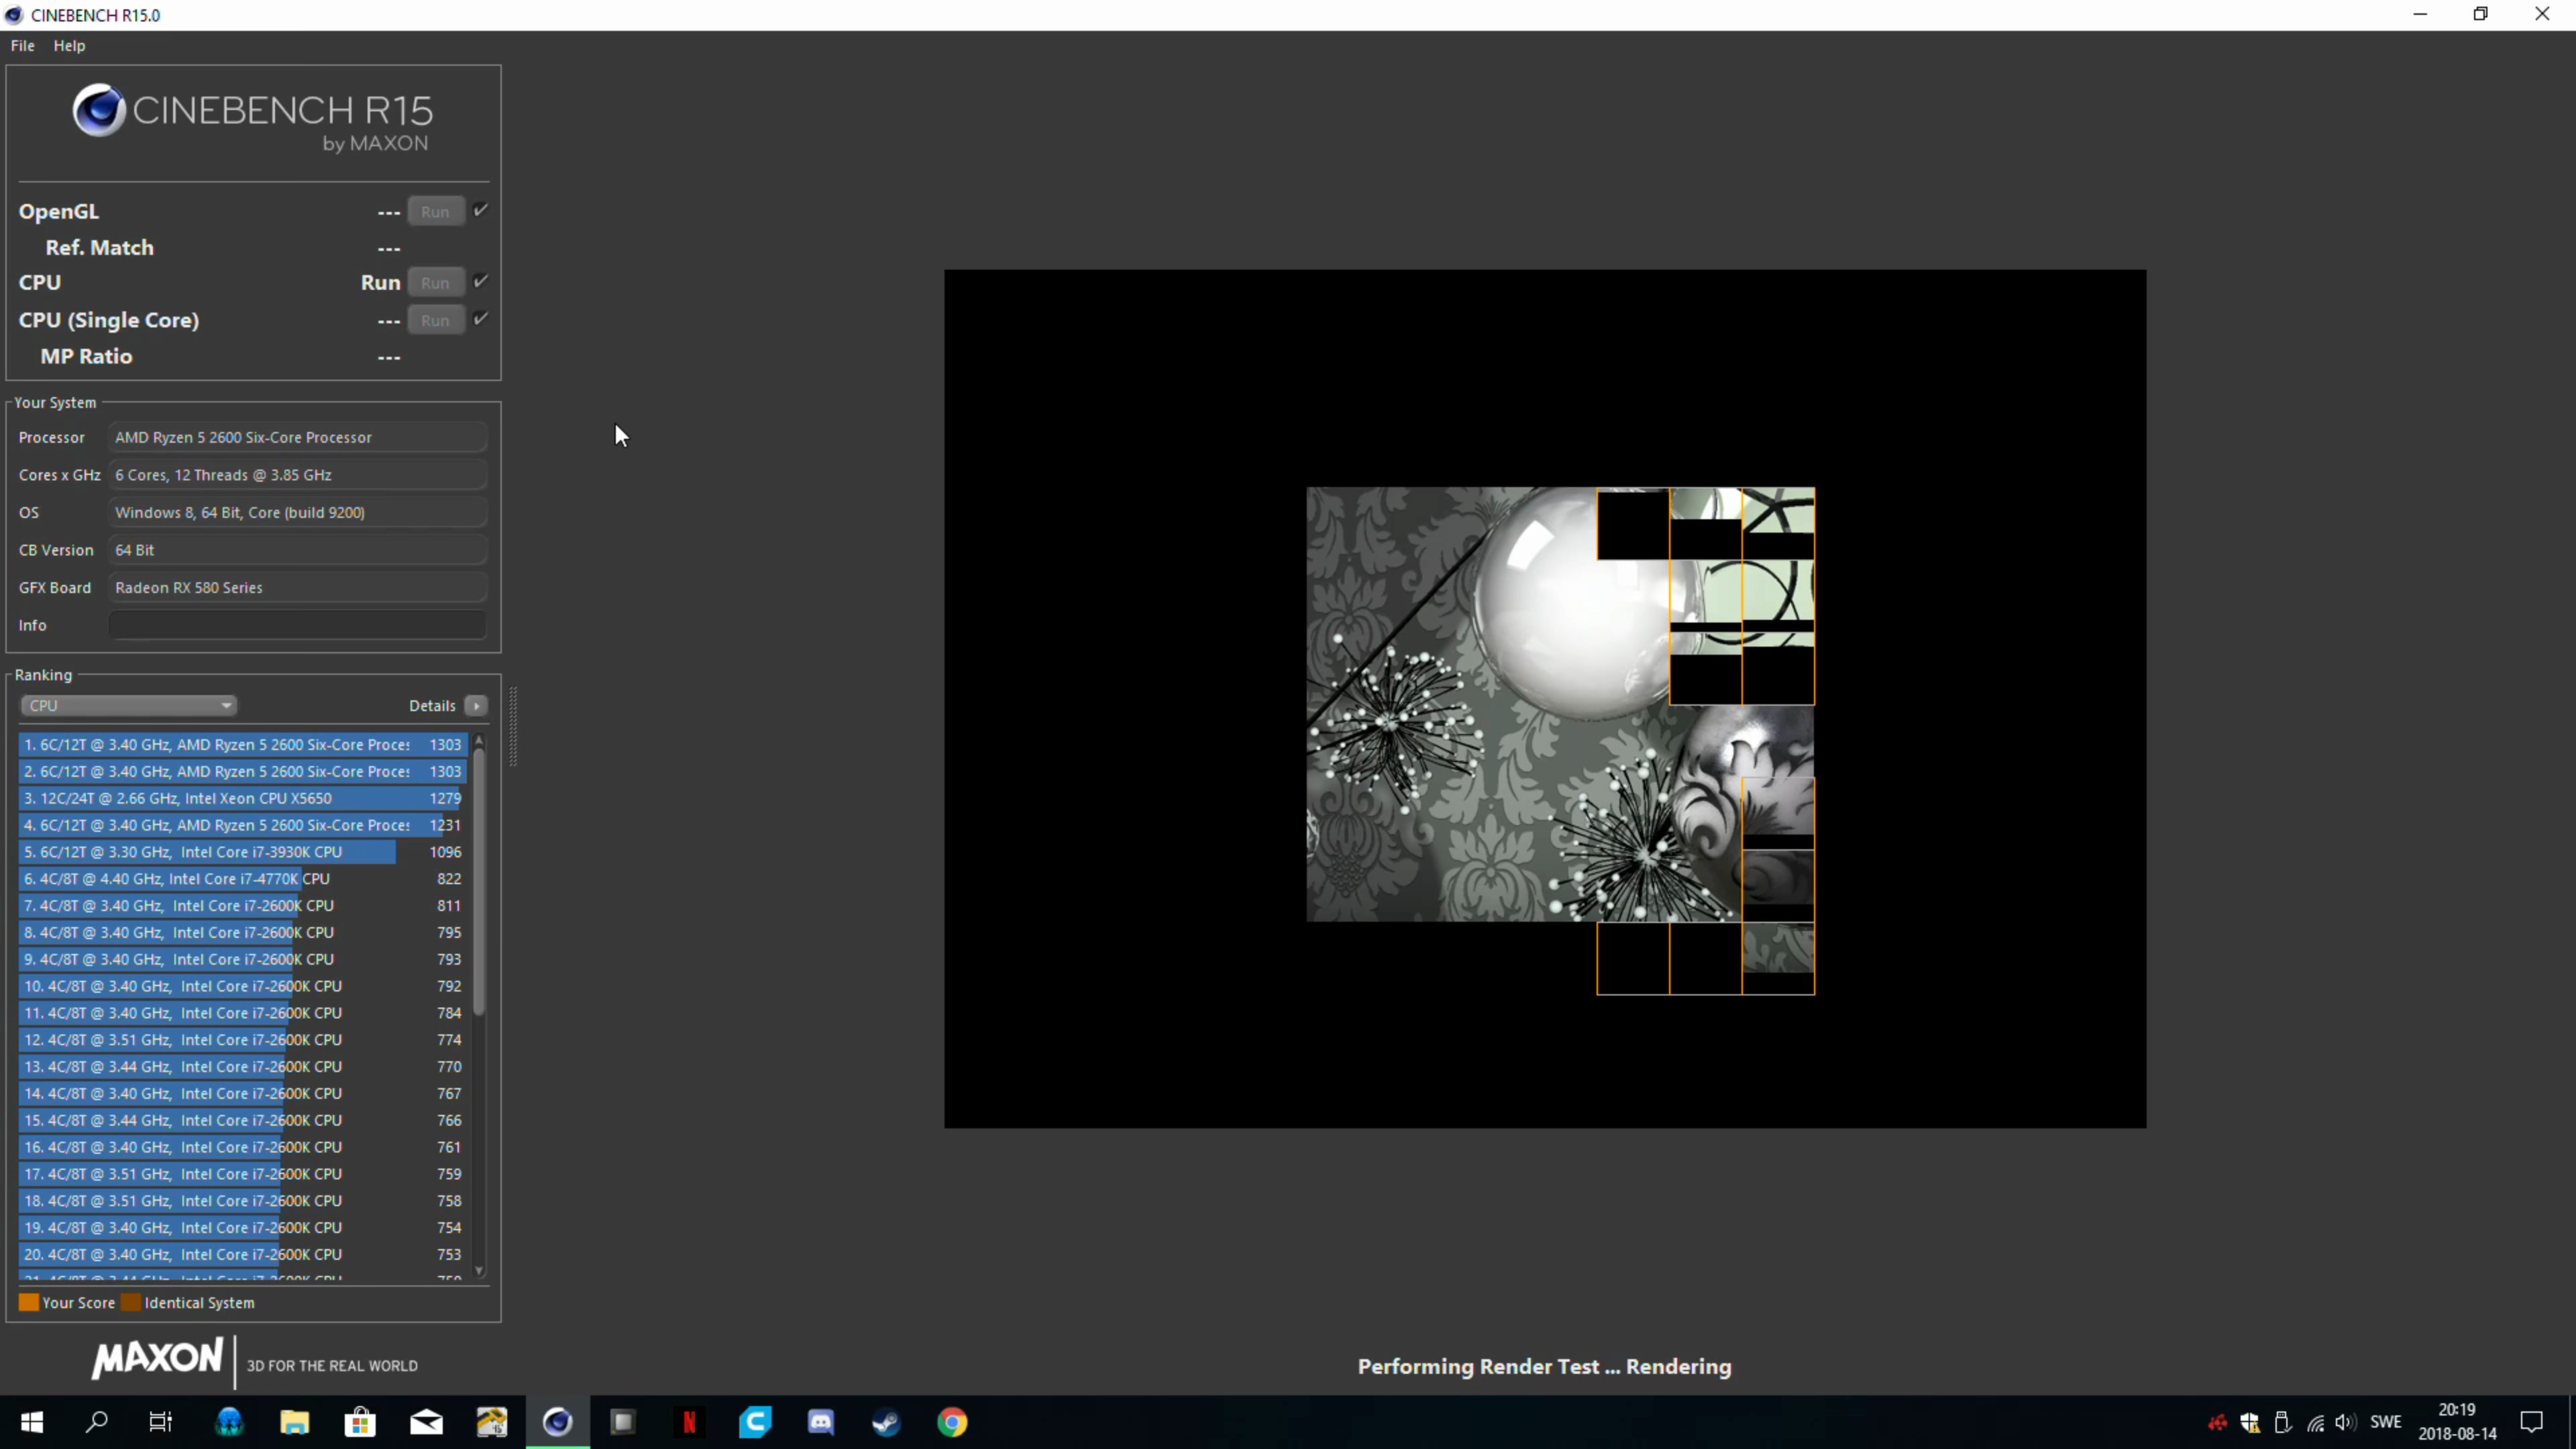 CINEBENCH R15.0
File Help
CINEBENCH R15
by MAXON
OpenGL --- Run
Ref. Match ---
CPU Run Run
CPU (Single Core) --- Run
MP Ratio ---
Your System
Processor AMD Ryzen 5 2600 Six-Core Processor
Cores x GHz 6 Cores, 12 Threads @ 3.85 GHz
OS Windows 8, 64 Bit, Core (build 9200)
CB Version 64 Bit
GFX Board Radeon RX 580 Series
Info
Ranking
CPU Details
1. 6C/12T @ 3.40 GHz, AMD Ryzen 5 2600 Six-Core Proces 1303
2. 6C/12T @ 3.40 GHz, AMD Ryzen 5 2600 Six-Core Proces 1303
3. 12C/24T @ 2.66 GHz, Intel Xeon CPU X5650 1279
4. 6C/12T @ 3.40 GHz, AMD Ryzen 5 2600 Six-Core Proces 1231
5. 6C/12T @ 3.30 GHz, Intel Core i7-3930K CPU 1096
6. 4C/8T @ 4.40 GHz, Intel Core i7-4770K CPU 822
7. 4C/8T @ 3.40 GHz, Intel Core i7-2600K CPU 811
8. 4C/8T @ 3.40 GHz, Intel Core i7-2600K CPU 795
9. 4C/8T @ 3.40 GHz, Intel Core i7-2600K CPU 793
10. 4C/8T @ 3.40 GHz, Intel Core i7-2600K CPU 792
11. 4C/8T @ 3.40 GHz, Intel Core i7-2600K CPU 784
12. 4C/8T @ 3.51 GHz, Intel Core i7-2600K CPU 774
13. 4C/8T @ 3.44 GHz, Intel Core i7-2600K CPU 770
14. 4C/8T @ 3.40 GHz, Intel Core i7-2600K CPU 767
15. 4C/8T @ 3.44 GHz, Intel Core i7-2600K CPU 766
16. 4C/8T @ 3.40 GHz, Intel Core i7-2600K CPU 761
17. 4C/8T @ 3.51 GHz, Intel Core i7-2600K CPU 759
18. 4C/8T @ 3.51 GHz, Intel Core i7-2600K CPU 758
19. 4C/8T @ 3.40 GHz, Intel Core i7-2600K CPU 754
20. 4C/8T @ 3.40 GHz, Intel Core i7-2600K CPU 753
Your Score Identical System
MAXON 3D FOR THE REAL WORLD
Performing Render Test ... Rendering
SWE
20:19
2018-08-14